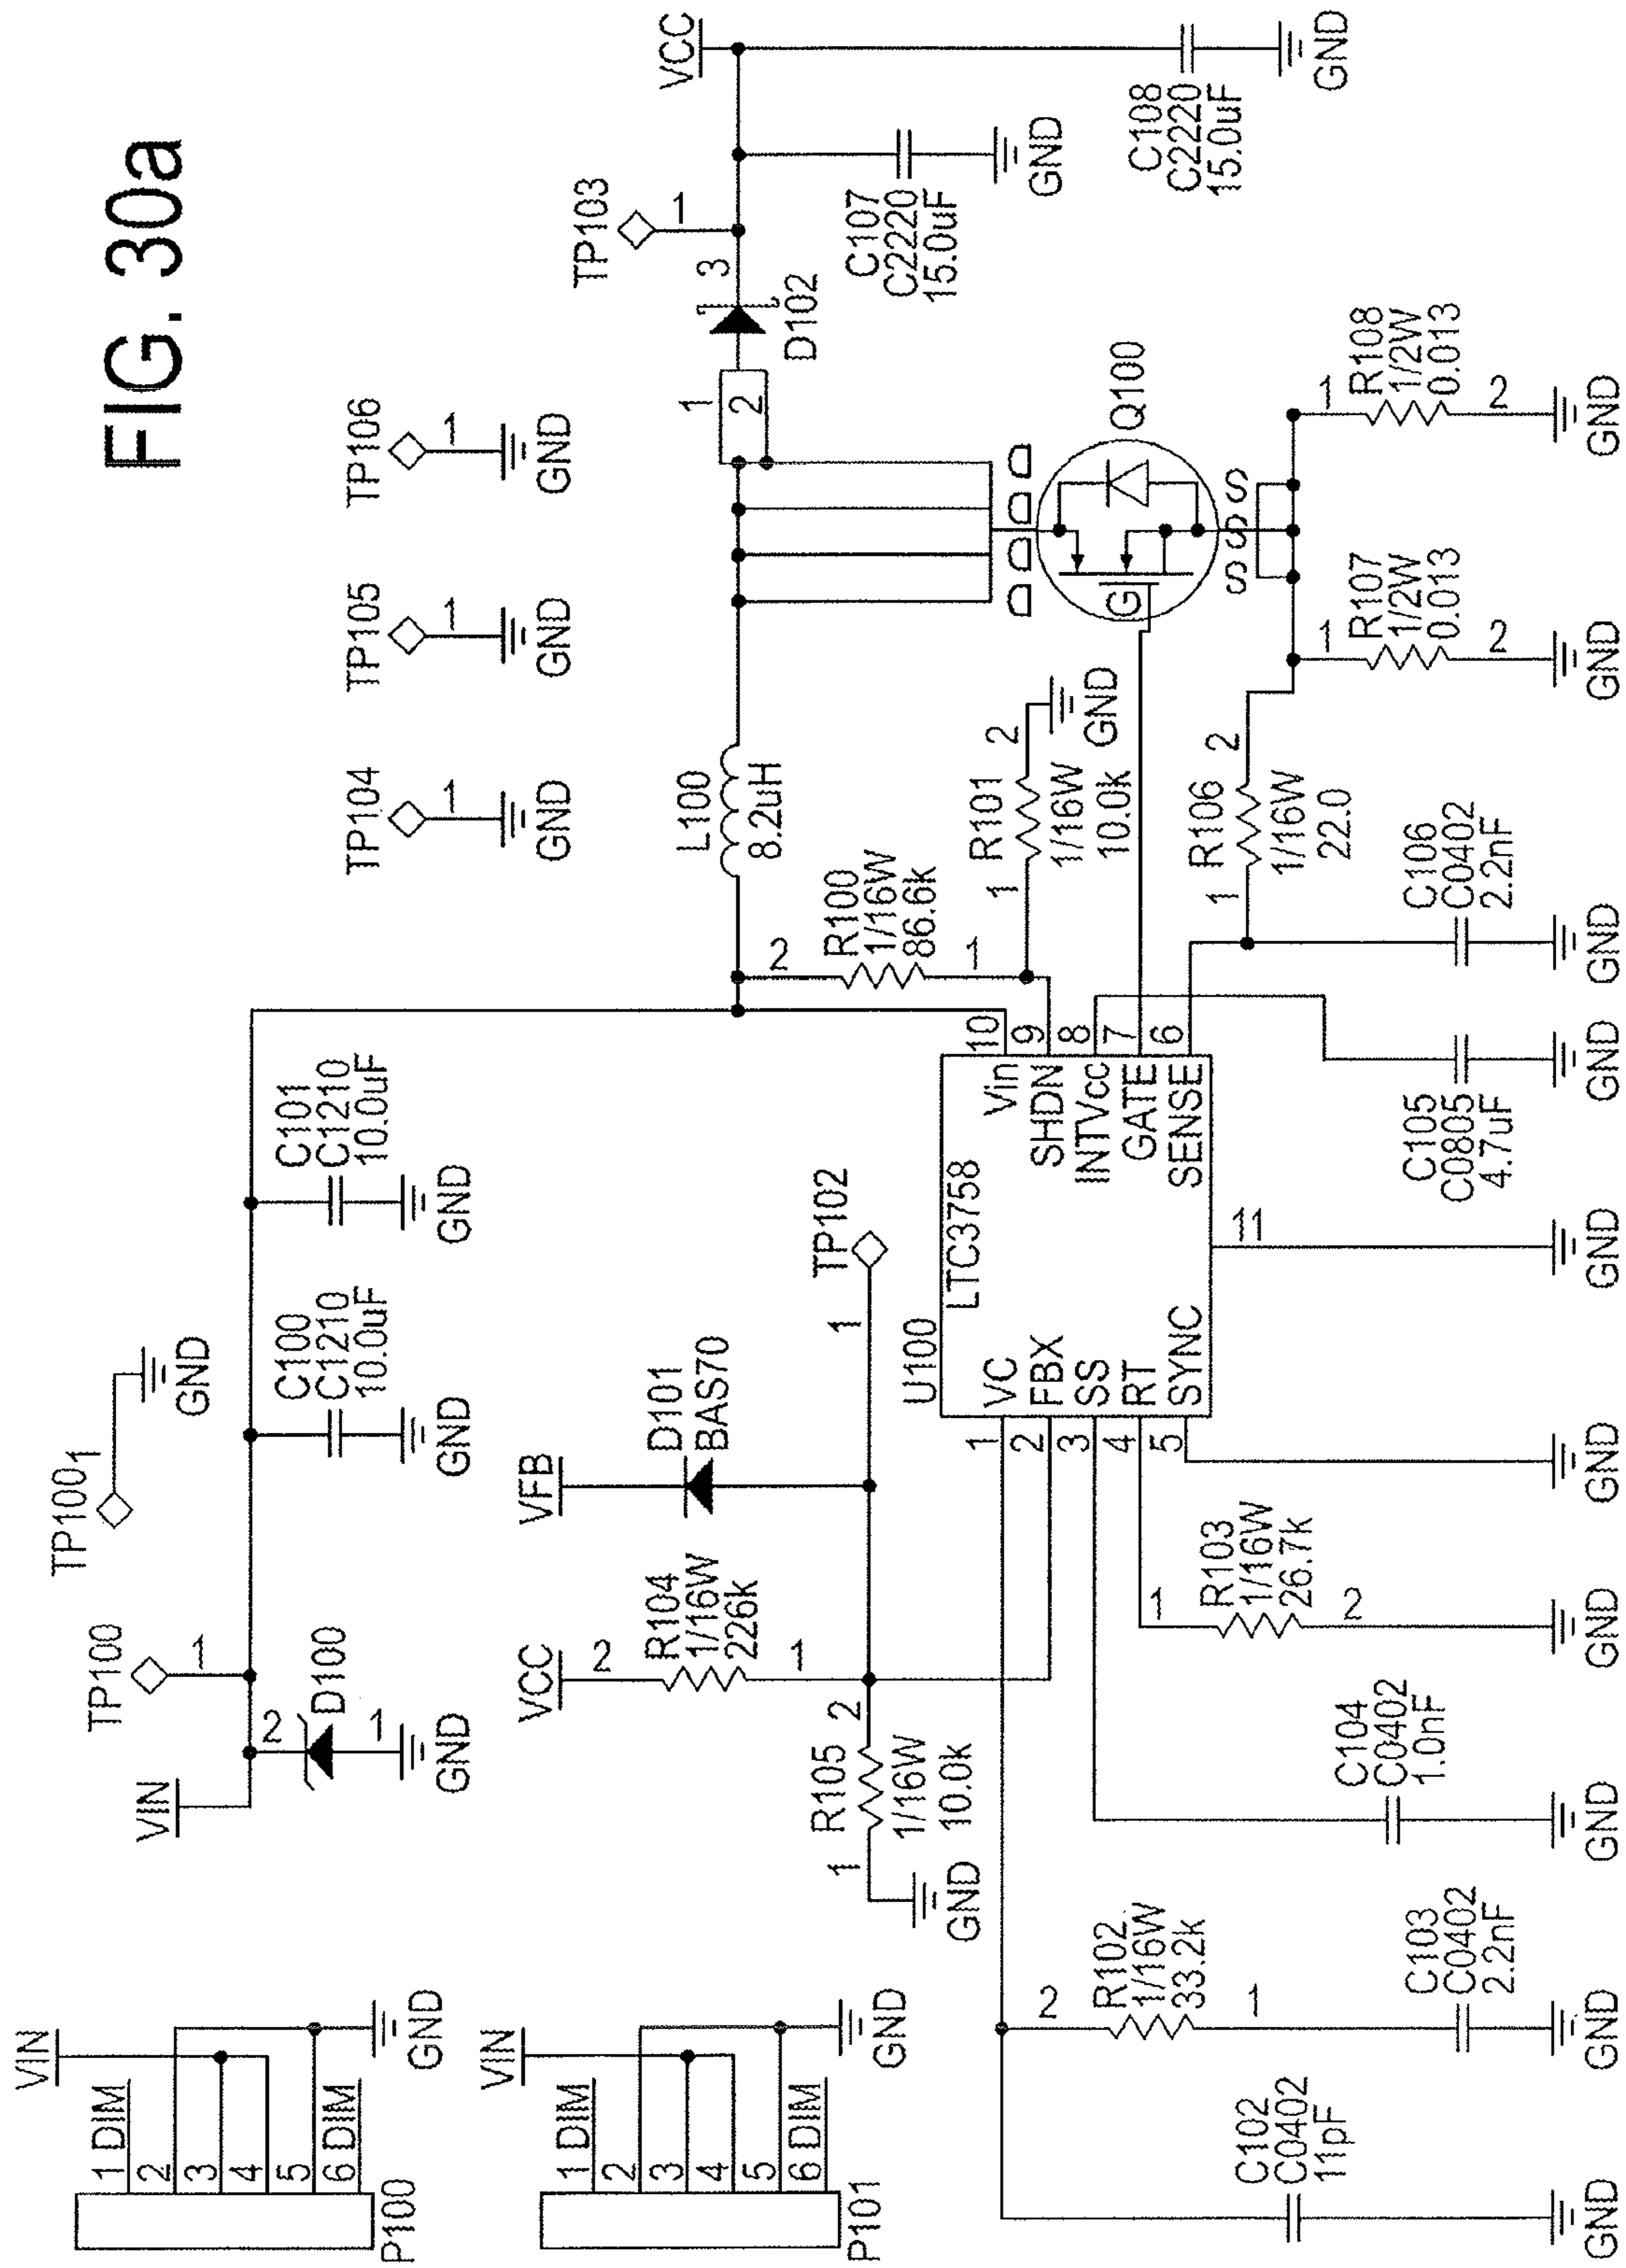 FIG. 30a
VIN
1 DIM
2
3
4
5
6 DIM
P100
GND
VIN
1 DIM
2
3
4
5
6 DIM
P101
GND
VIN
TP100
1
2
D100
1
GND
TP100
1
GND
C100
C1210
10.0uF
GND
C101
C1210
10.0uF
GND
TP104
1
GND
TP105
1
GND
TP106
1
GND
VCC
2
R104
1/16W
226k
1
VFB
D101
BAS70
TP102
1
R105
1/16W
10.0k
2
1
GND
L100
8.2uH
1
2
D102
3
TP103
1
VCC
C107
C2220
15.0uF
GND
C108
C2220
15.0uF
GND
2
R100
1/16W
86.6k
1
R101
1/16W
10.0k
1
2
GND
D D D D
G
Q100
S S S
U100
LTC3758
1
VC
2
FBX
3
SS
4
RT
5
SYNC
10
Vin
9
SHDN
8
INTVcc
7
GATE
6
SENSE
11
GND
R106
1/16W
22.0
1
2
1
R107
1/2W
0.013
2
GND
1
R108
1/2W
0.013
2
GND
C102
C0402
11pF
GND
2
R102
1/16W
33.2k
1
C103
C0402
2.2nF
GND
C104
C0402
1.0nF
GND
1
R103
1/16W
26.7k
2
GND
GND
C105
C0805
4.7uF
GND
C106
C0402
2.2nF
GND